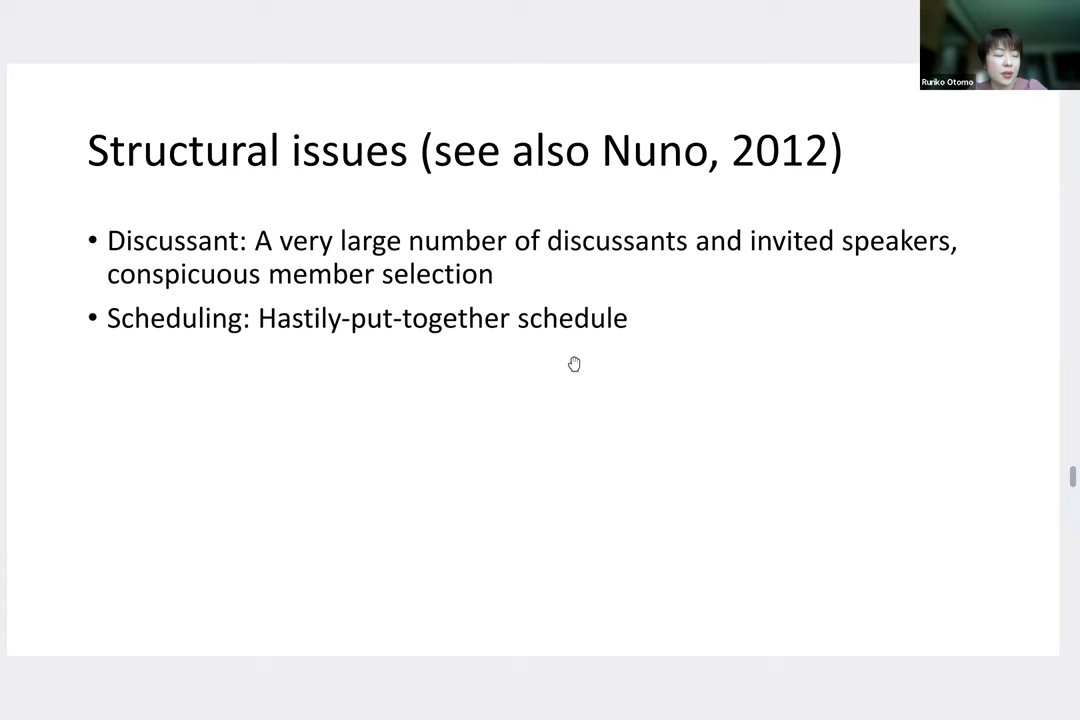 Ruriko Otomo
Structural issues (see also Nuno, 2012)
• Discussant: A very large number of discussants and invited speakers,
conspicuous member selection
• Scheduling: Hastily-put-together schedule